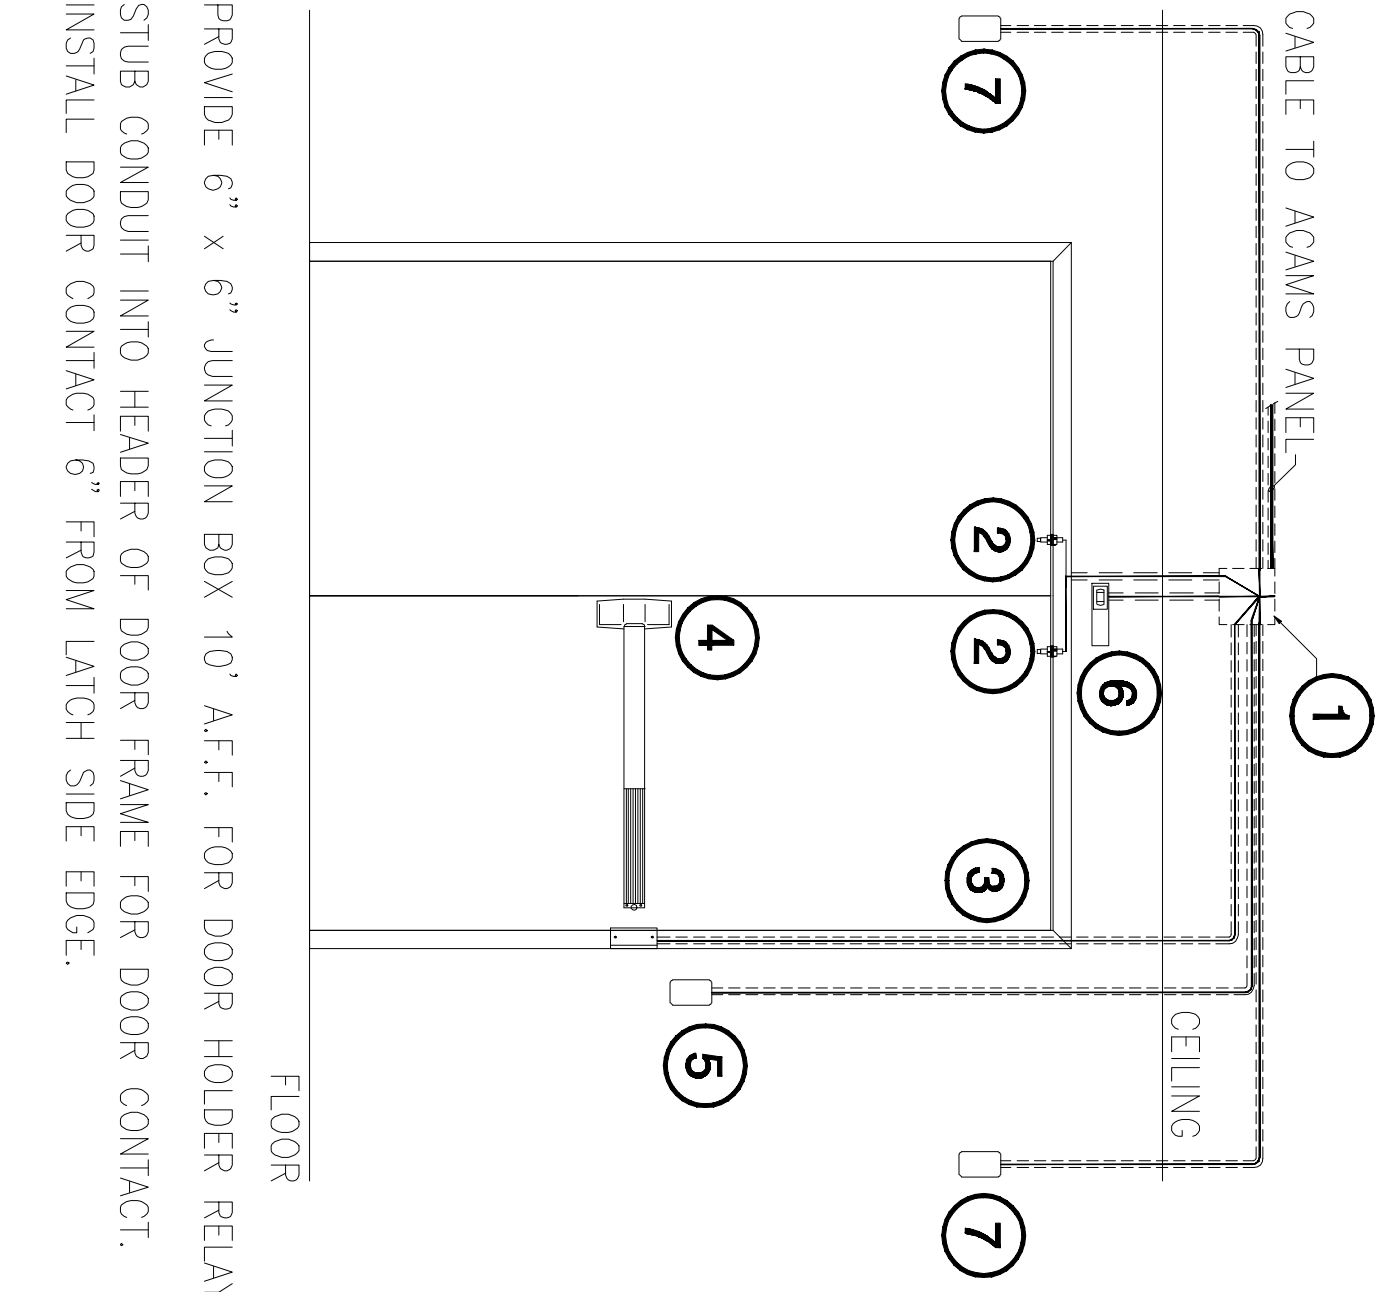 CABLE TO ACAMS PANEL
1
CEILING
6
7
2
2
3
7
4
5
FLOOR
PROVIDE 6" x 6" JUNCTION BOX 10' A.F.F. FOR DOOR HOLDER RELAY
STUB CONDUIT INTO HEADER OF DOOR FRAME FOR DOOR CONTACT.
INSTALL DOOR CONTACT 6" FROM LATCH SIDE EDGE.